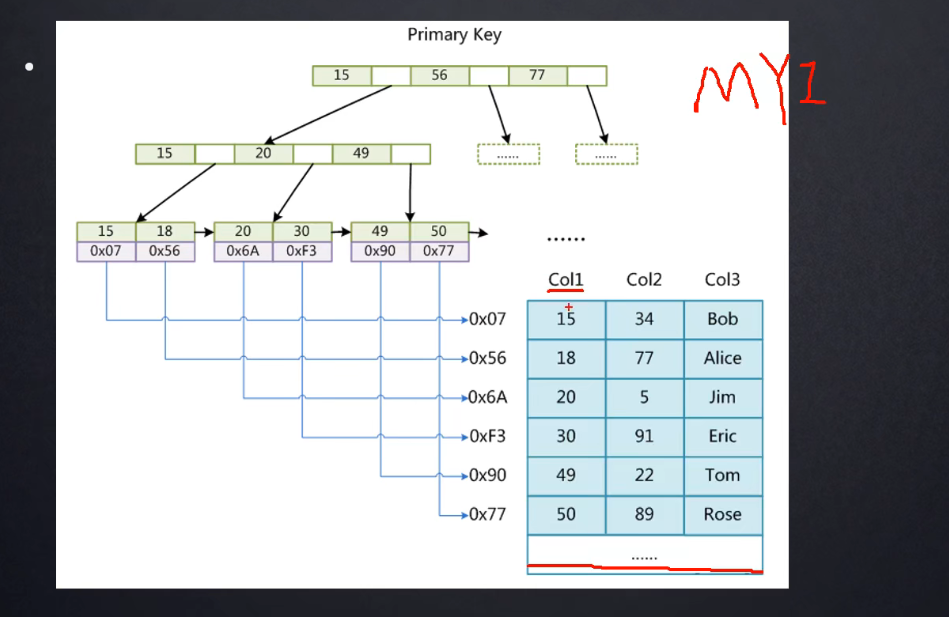 Primary Key
MY1
15 56 77
15 20 49
...... ......
15 18 20 30 49 50
0x07 0x56 0x6A 0xF3 0x90 0x77
......
Col1 Col2 Col3
0x07 15 34 Bob
0x56 18 77 Alice
0x6A 20 5 Jim
0xF3 30 91 Eric
0x90 49 22 Tom
0x77 50 89 Rose
......